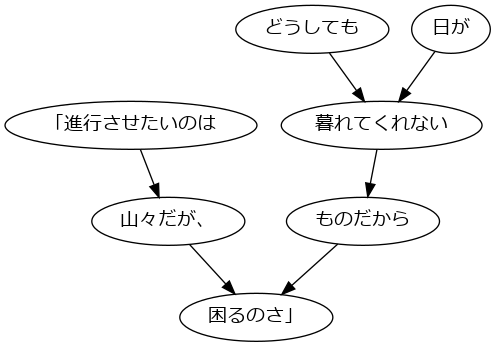 どうしても
日が
「進行させたいのは
暮れてくれない
山々だが、
ものだから
困るのさ」